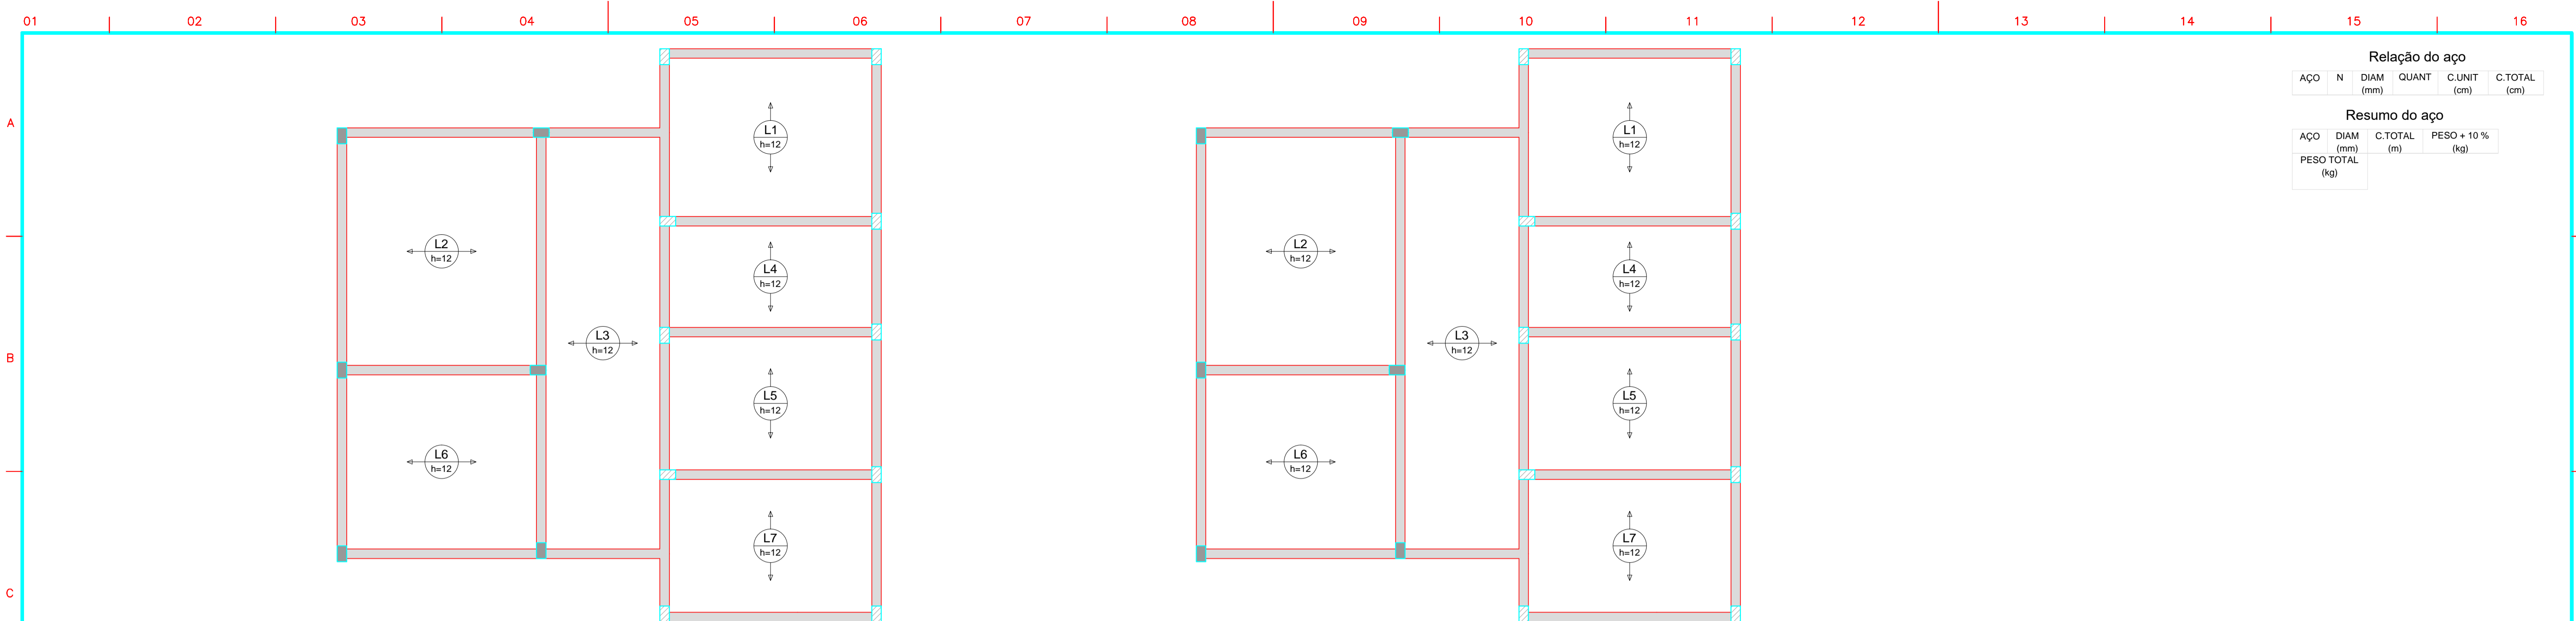 01 02 03 04 05 06 07 08 09 10 11 12 13 14 15 16
Relação do aço
AÇO N DIAM QUANT C.UNIT C.TOTAL
(mm) (cm) (cm)
Resumo do aço
AÇO DIAM C.TOTAL PESO + 10 %
(mm) (m) (kg)
PESO TOTAL
(kg)
A
L1
h=12
L1
h=12
L2
h=12
L2
h=12
L4
h=12
L4
h=12
B
L3
h=12
L3
h=12
L5
h=12
L5
h=12
L6
h=12
L6
h=12
L7
h=12
L7
h=12
C